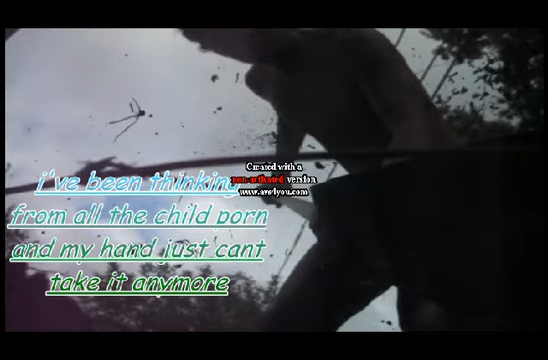 Created with a
non-activated version
www.avs4you.com
i've been thinking
from all the child porn
and my hand just cant
take it anymore